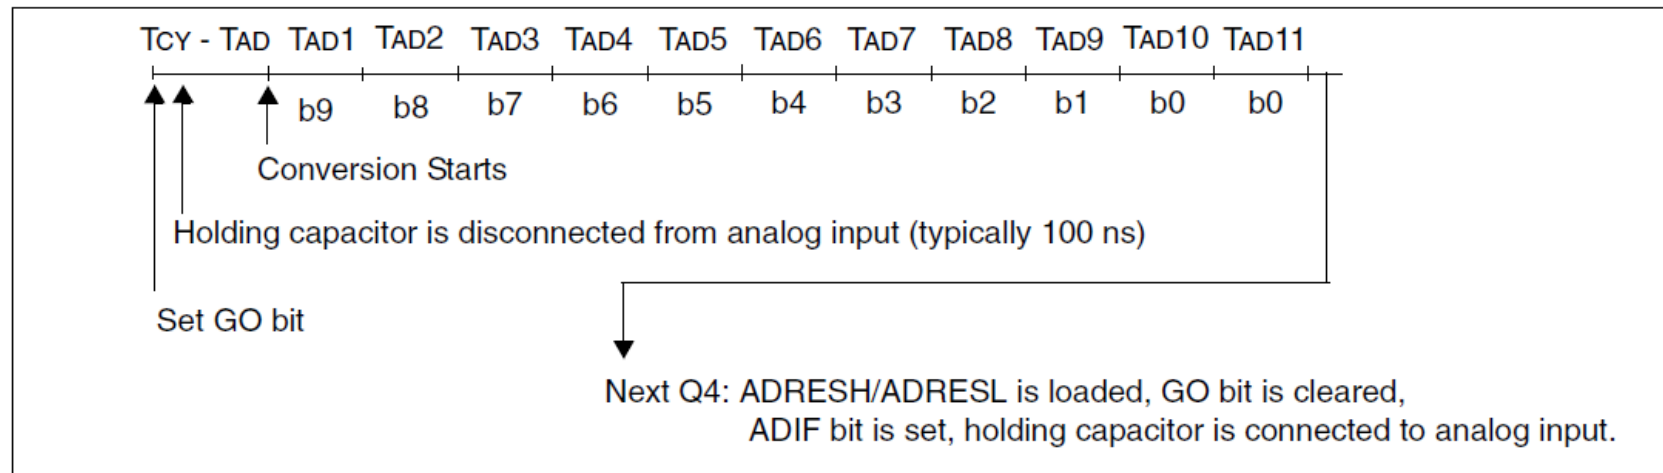 TCY - TAD TAD1 TAD2 TAD3 TAD4 TAD5 TAD6 TAD7 TAD8 TAD9 TAD10 TAD11
b9 b8 b7 b6 b5 b4 b3 b2 b1 b0 b0
Conversion Starts
Holding capacitor is disconnected from analog input (typically 100 ns)
Set GO bit
Next Q4: ADRESH/ADRESL is loaded, GO bit is cleared,
ADIF bit is set, holding capacitor is connected to analog input.